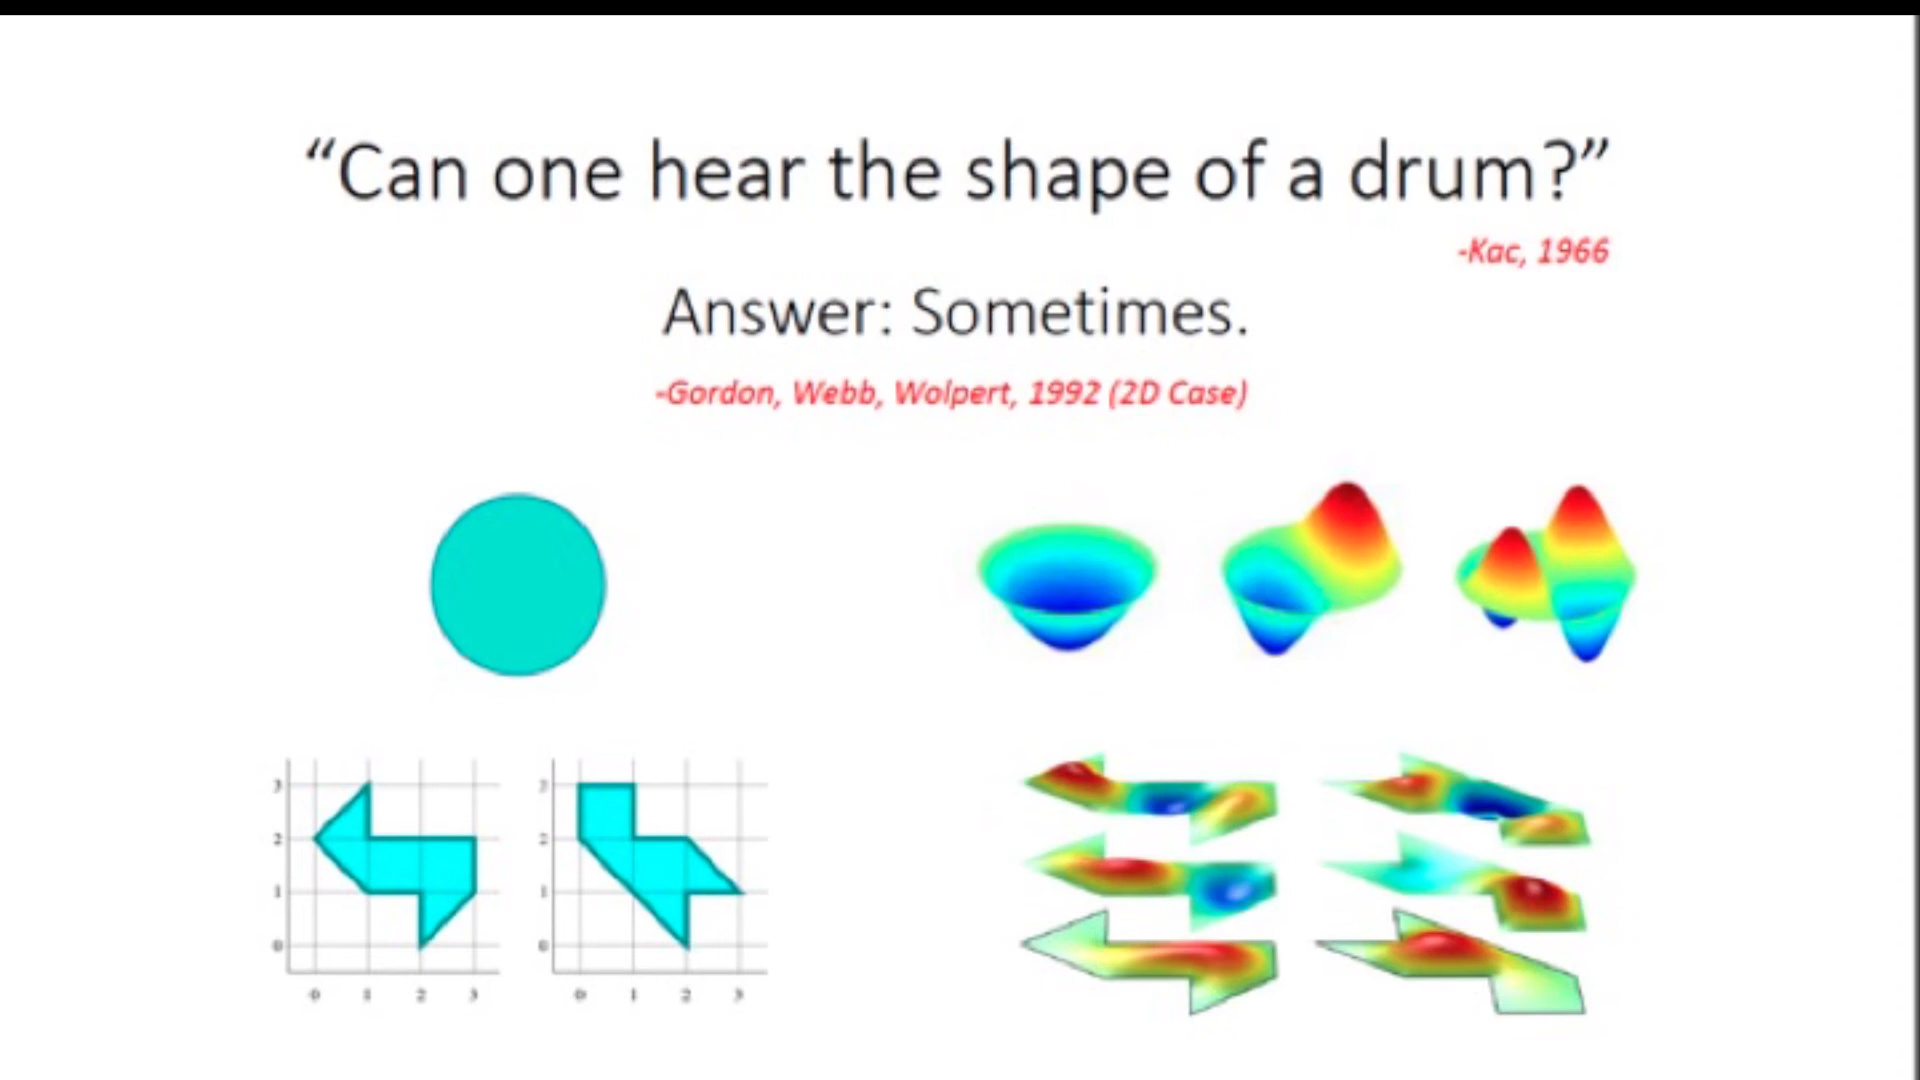 “Can one hear the shape of a drum?”
-Kac, 1966
Answer: Sometimes.
-Gordon, Webb, Wolpert, 1992 (2D Case)
3 3
2 2
1 1
0 0
0 1 2 3 0 1 2 3